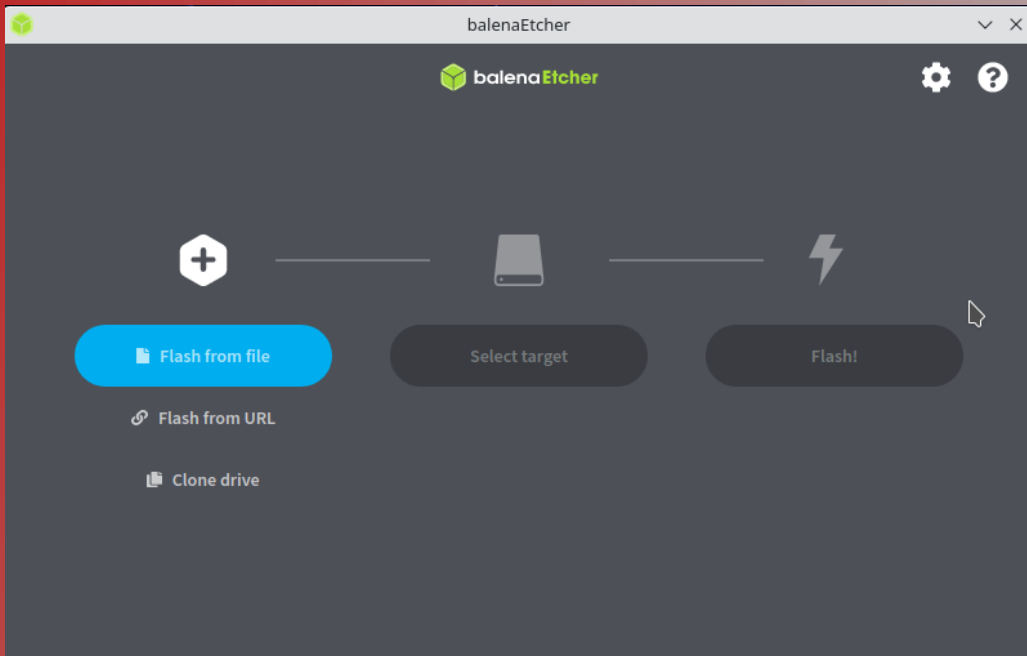 balenaEtcher
balenaEtcher
Flash from file
Select target
Flash!
Flash from URL
Clone drive